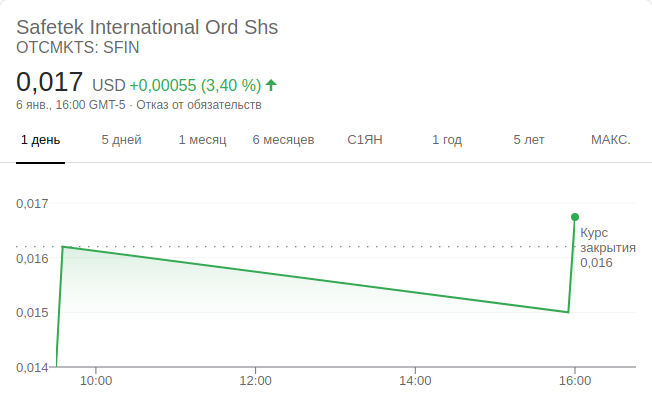 Safetek International Ord Shs
OTCMKTS: SFIN
0,017 USD +0,00055 (3,40 %)
6 янв., 16:00 GMT-5 · Отказ от обязательств
1 день 5 дней 1 месяц 6 месяцев С1ЯН 1 год 5 лет МАКС.
0,017
Курс
закрытия
0,016
0,016
0,015
0,014
10:00 12:00 14:00 16:00